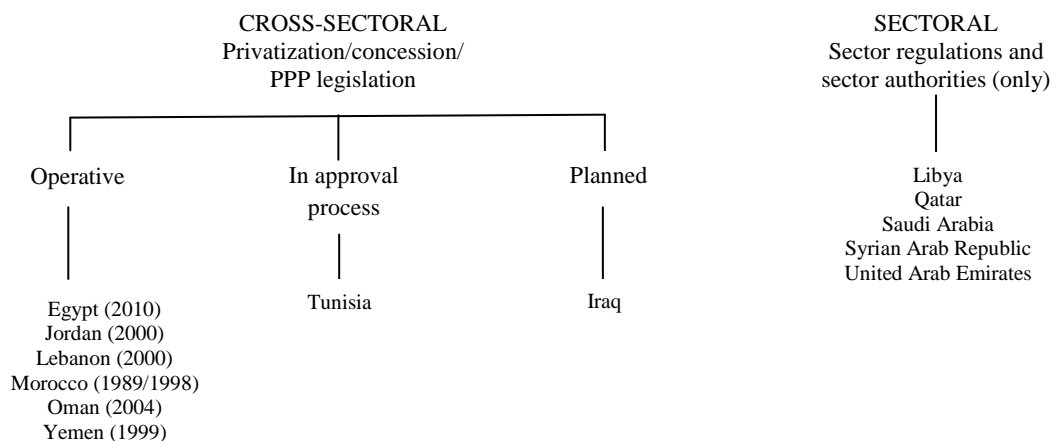 CROSS-SECTORAL
Privatization/concession/
PPP legislation
Operative
Egypt (2010)
Jordan (2000)
Lebanon (2000)
Morocco (1989/1998)
Oman (2004)
Yemen (1999)
In approval
process
Tunisia
Planned
Iraq
SECTORAL
Sector regulations and
sector authorities (only)
Libya
Qatar
Saudi Arabia
Syrian Arab Republic
United Arab Emirates